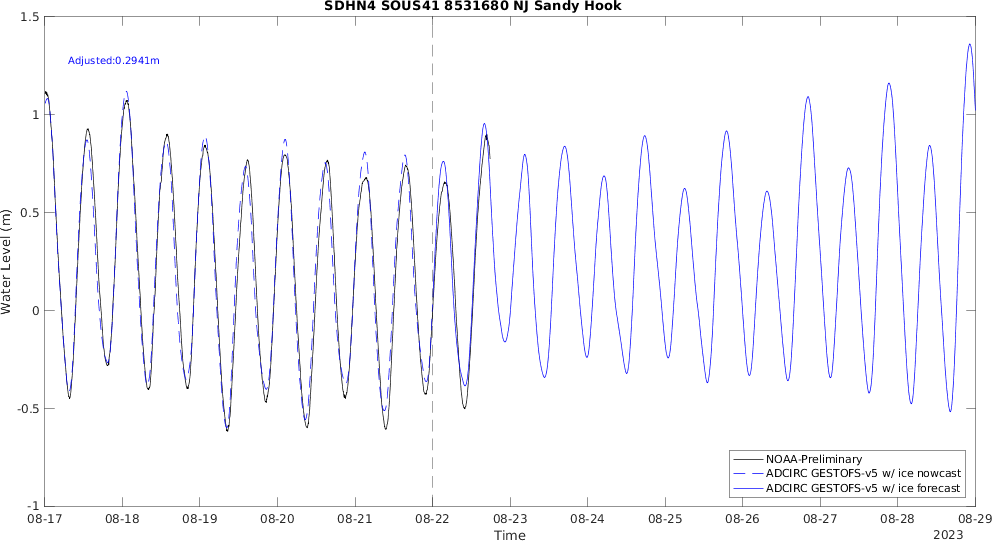 SDHN4 SOUS41 8531680 NJ Sandy Hook
Adjusted:0.2941m
1.5
1
0.5
0
-0.5
-1
Water Level (m)
NOAA-Preliminary
ADCIRC GESTOFS-v5 w/ ice nowcast
ADCIRC GESTOFS-v5 w/ ice forecast
08-17 08-18 08-19 08-20 08-21 08-22 08-23 08-24 08-25 08-26 08-27 08-28 08-29
Time
2023